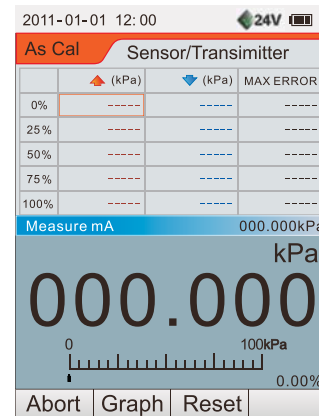 2011-01-01 12:00 24V
As Cal Sensor/Transimitter
(kPa) (kPa) MAX ERROR
0% ----- ----- -----
25% ----- ----- -----
50% ----- ----- -----
75% ----- ----- -----
100% ----- ----- -----
Measure mA 000.000kPa
kPa
000.000
0 100kPa
0.00%
Abort Graph Reset